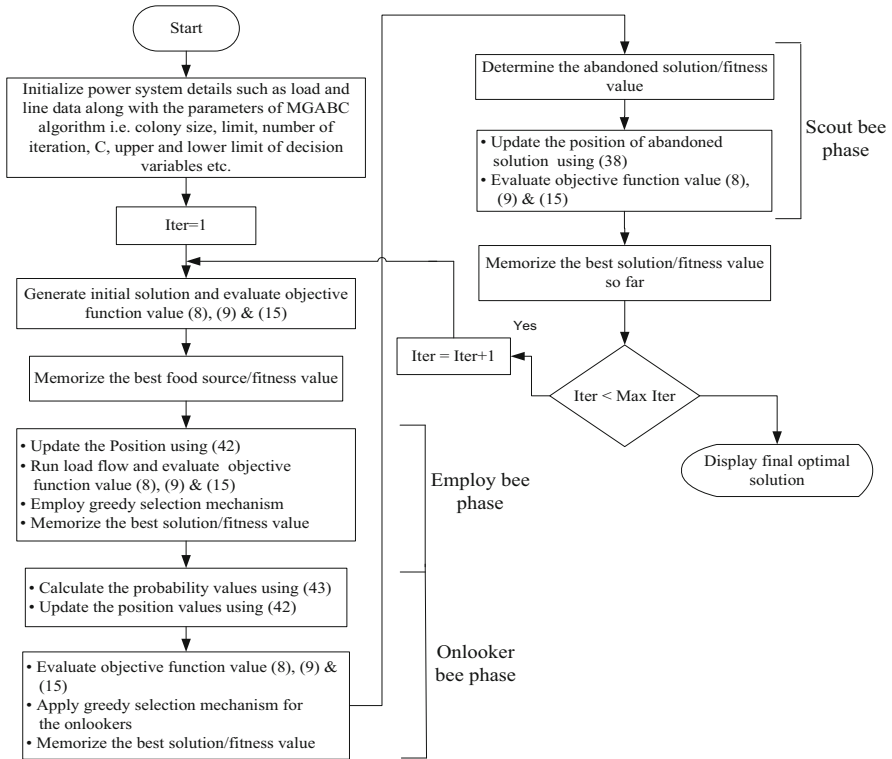 Start
Initialize power system details such as load and
line data along with the parameters of MGABC
algorithm i.e. colony size, limit, number of
iteration, C, upper and lower limit of decision
variables etc.
Iter=1
Generate initial solution and evaluate objective
function value (8), (9) & (15)
Memorize the best food source/fitness value
• Update the Position using (42)
• Run load flow and evaluate objective
function value (8), (9) & (15)
• Employ greedy selection mechanism
• Memorize the best solution/fitness value
Employ bee
phase
• Calculate the probability values using (43)
• Update the position values using (42)
• Evaluate objective function value (8), (9) &
(15)
• Apply greedy selection mechanism for
the onlookers
• Memorize the best solution/fitness value
Onlooker
bee phase
Determine the abandoned solution/fitness
value
• Update the position of abandoned
solution using (38)
• Evaluate objective function value (8),
(9) & (15)
Scout bee
phase
Memorize the best solution/fitness value
so far
Iter < Max Iter
Yes
Iter = Iter+1
Display final optimal
solution